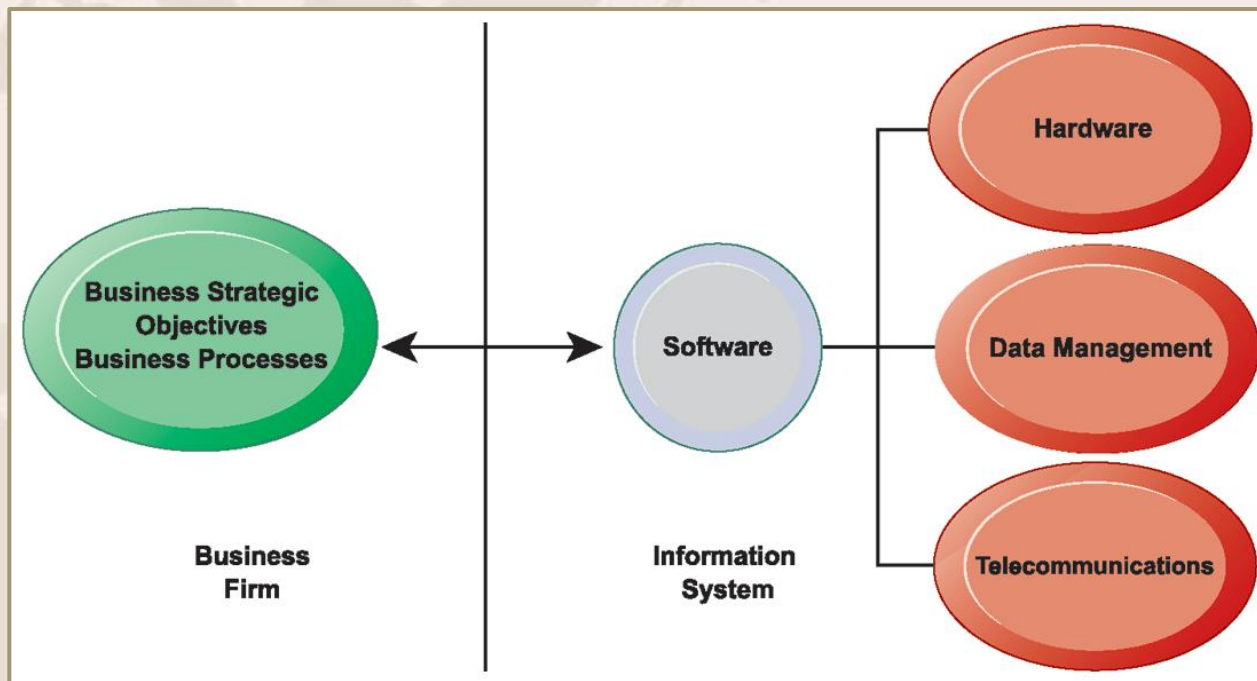 Business Strategic
Objectives
Business Processes
Business
Firm
Software
Information
System
Hardware
Data Management
Telecommunications